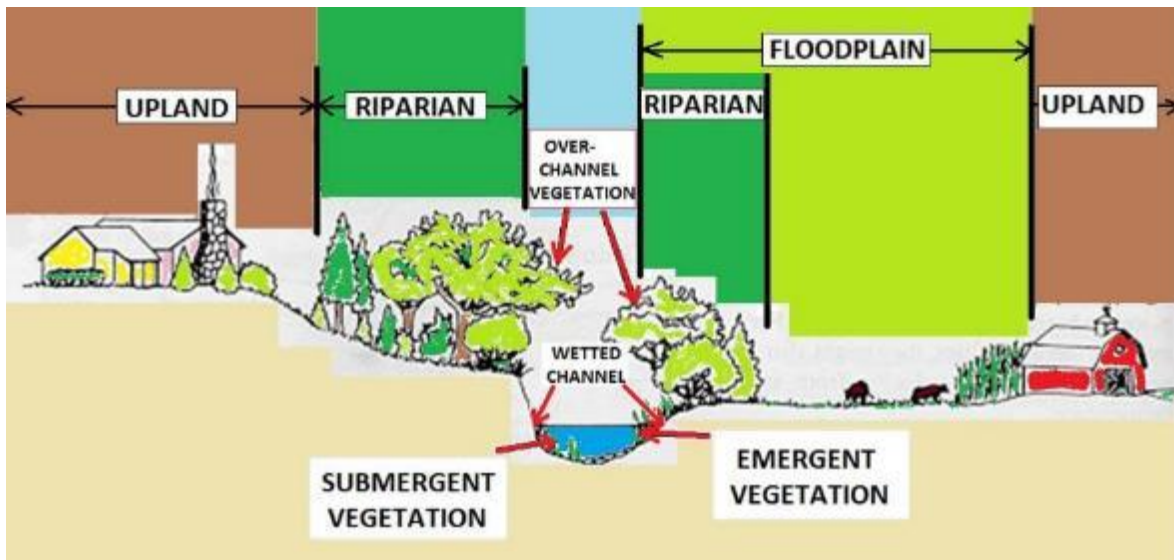 FLOODPLAIN
UPLAND
RIPARIAN
RIPARIAN
UPLAND
OVER-
CHANNEL
VEGETATION
WETTED
CHANNEL
SUBMERGENT
VEGETATION
EMERGENT
VEGETATION